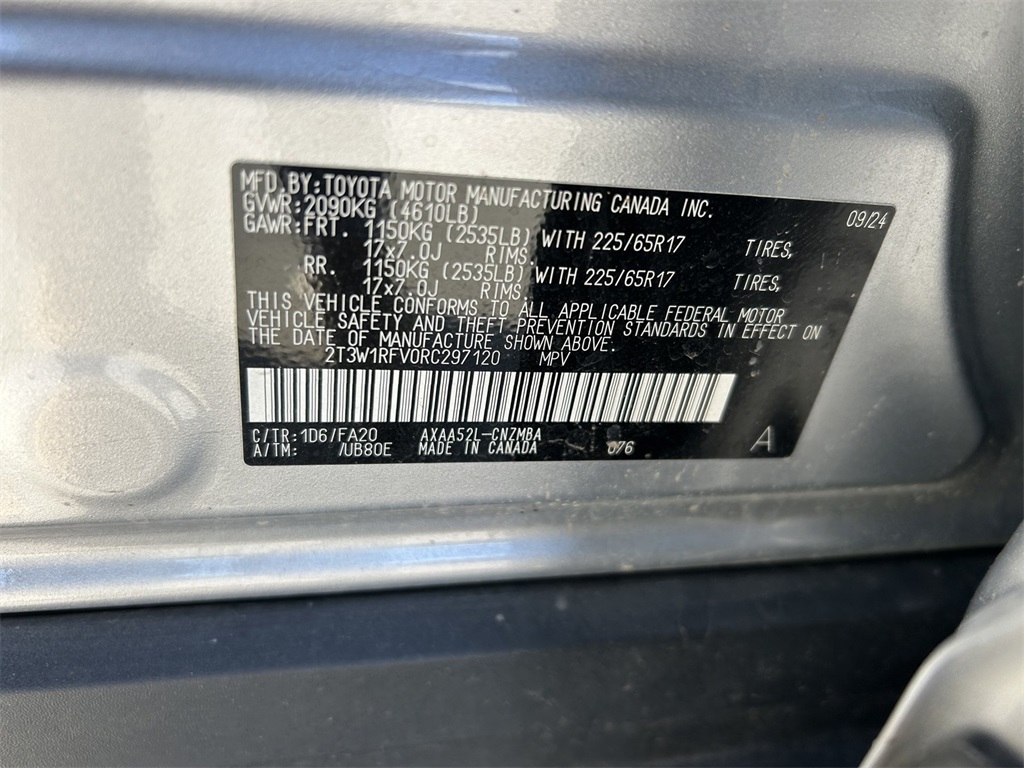 MFD.BY:TOYOTA MOTOR MANUFACTURING CANADA INC. 09/24
GVWR:2090KG (4610LB)
GAWR:FRT. 1150KG (2535LB) WITH 225/65R17 TIRES,
17x7.0J RIMS.
RR. 1150KG (2535LB) WITH 225/65R17 TIRES,
17x7.0J RIMS.
THIS VEHICLE CONFORMS TO ALL APPLICABLE FEDERAL MOTOR
VEHICLE SAFETY AND THEFT PREVENTION STANDARDS IN EFFECT ON
THE DATE OF MANUFACTURE SHOWN ABOVE.
2T3W1RFV0RC297120 MPV
C/TR:1D6/FA20 AXAA52L-CNZMBA
A/TM: /UB80E MADE IN CANADA 076 A